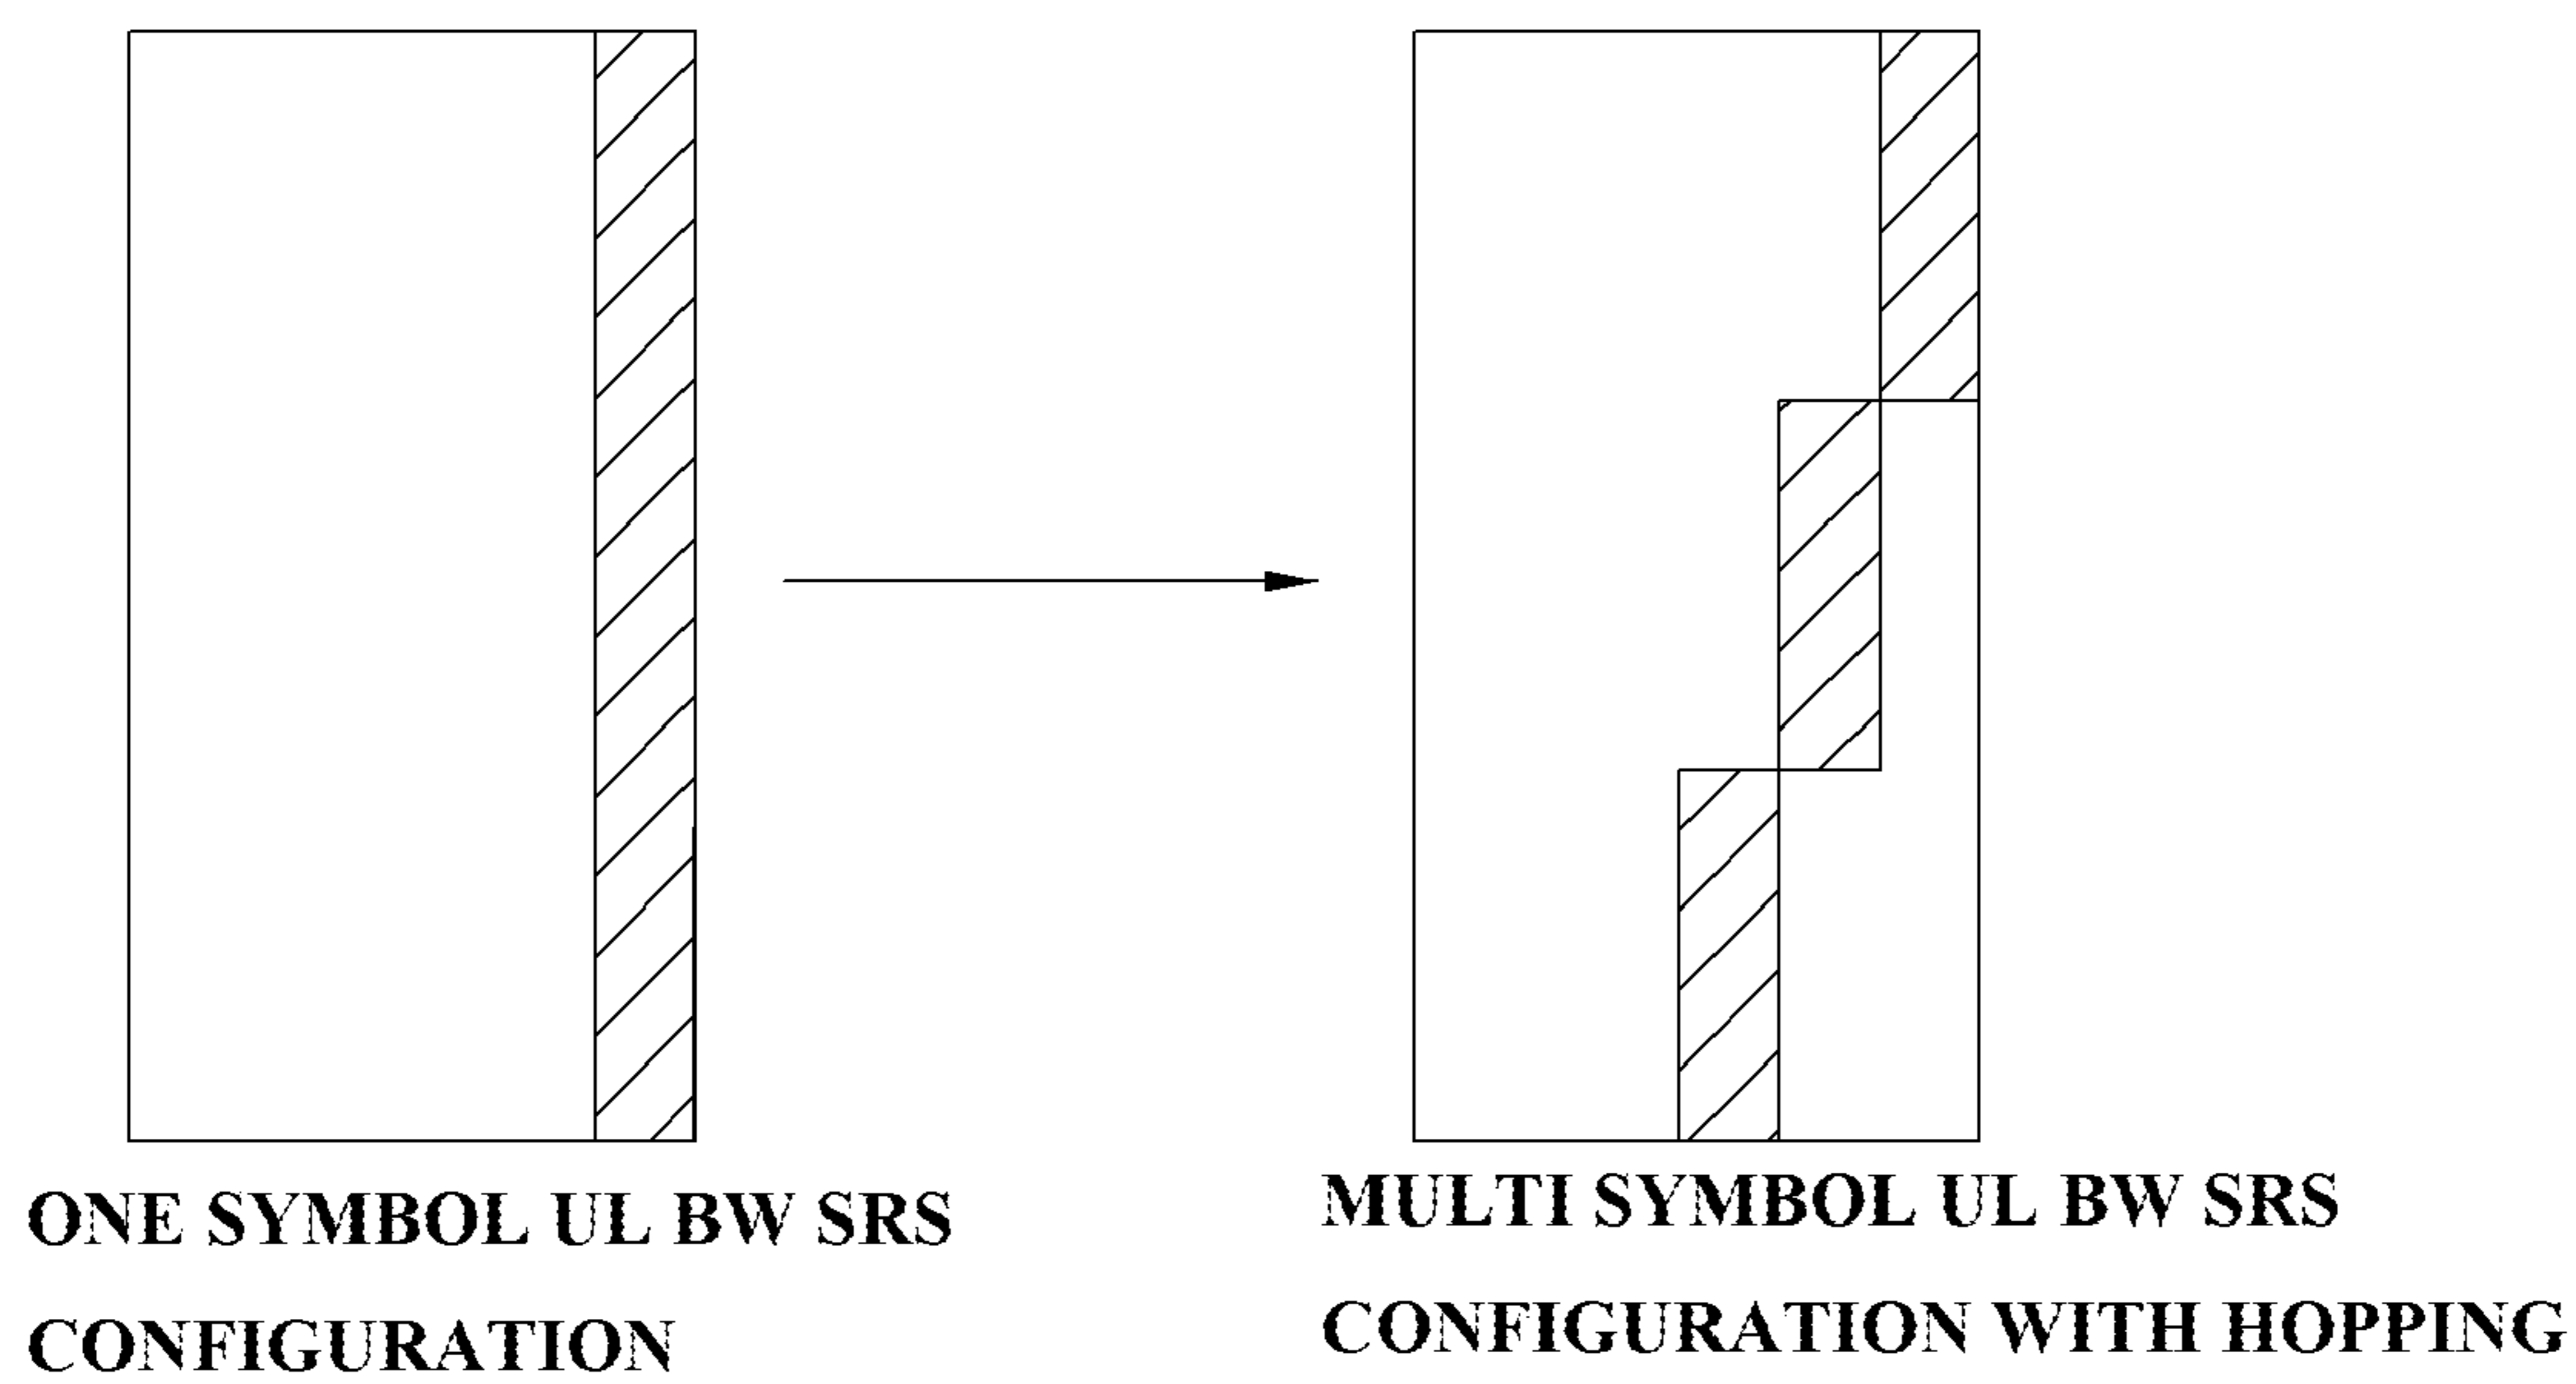 ONE SYMBOL UL BW SRS
CONFIGURATION
MULTI SYMBOL UL BW SRS
CONFIGURATION WITH HOPPING